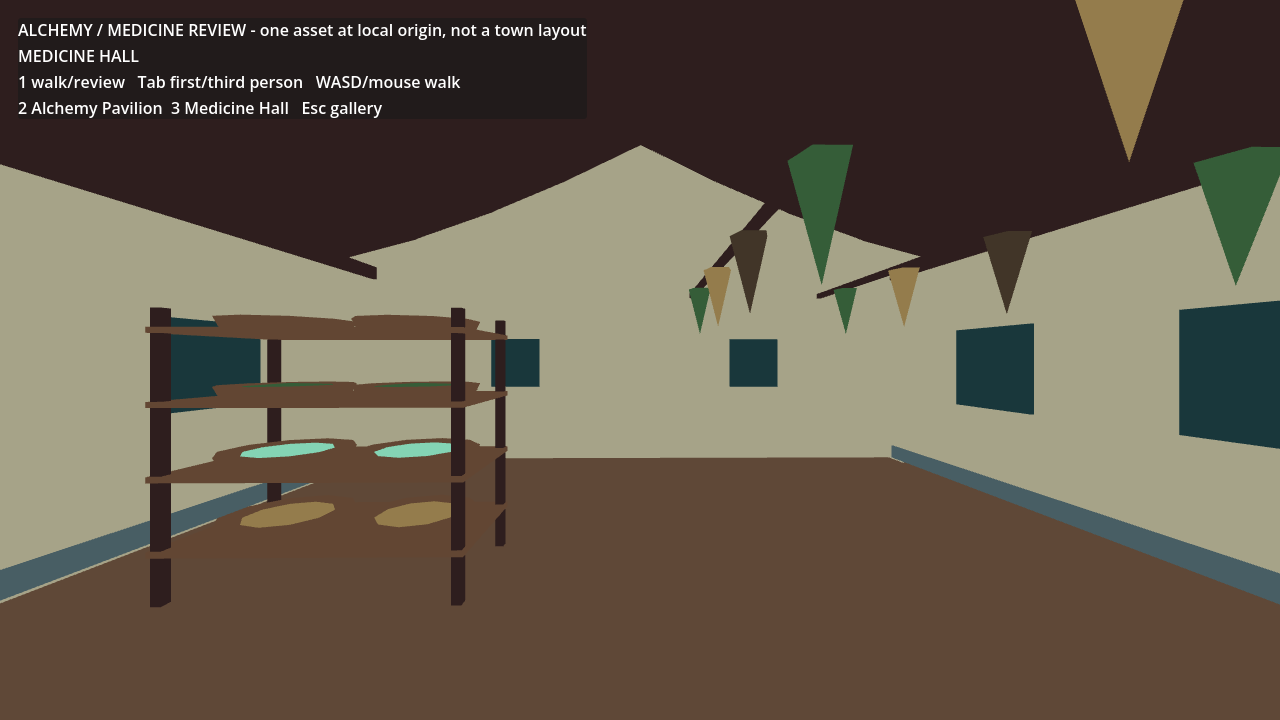 ALCHEMY / MEDICINE REVIEW - one asset at local origin, not a town layout
MEDICINE HALL
1 walk/review   Tab first/third person   WASD/mouse walk
2 Alchemy Pavilion  3 Medicine Hall   Esc gallery